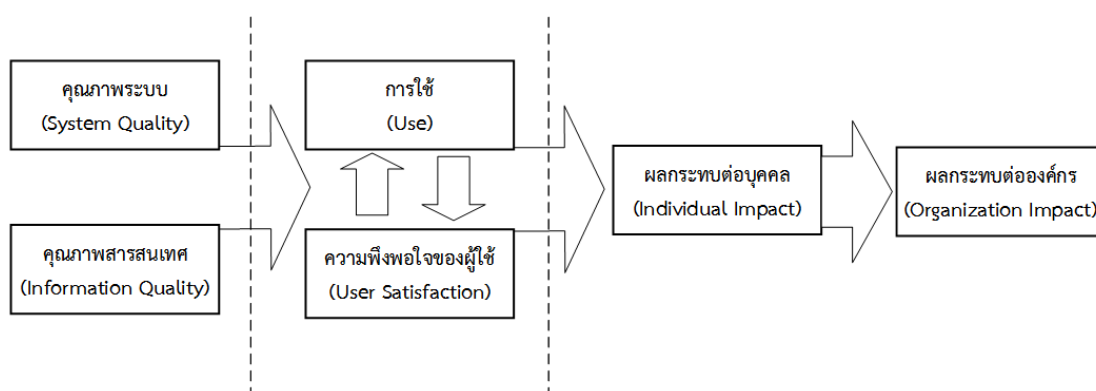 คุณภาพระบบ
(System Quality)
คุณภาพสารสนเทศ
(Information Quality)
การใช้
(Use)
ความพึงพอใจของผู้ใช้
(User Satisfaction)
ผลกระทบต่อบุคคล
(Individual Impact)
ผลกระทบต่อองค์กร
(Organization Impact)